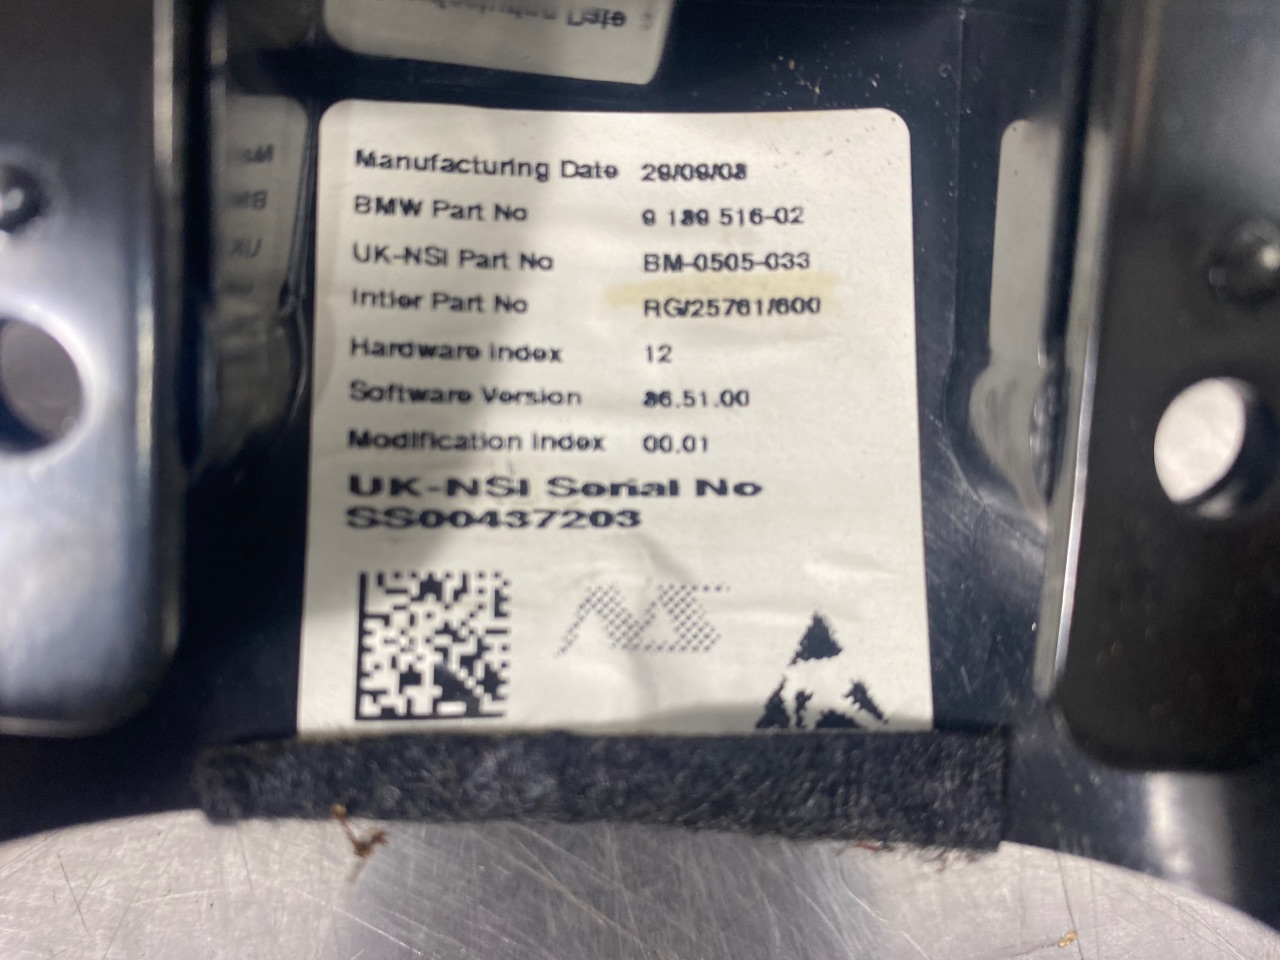 Date
Manufacturing Date 29/09/08
BMW Part No 9 189 516-02
UK-NSI Part No BM-0505-033
Intier Part No RG/25761/600
Hardware Index 12
Software Version 86.51.00
Modification Index 00.01
UK-NSI Serial No
SS00437203